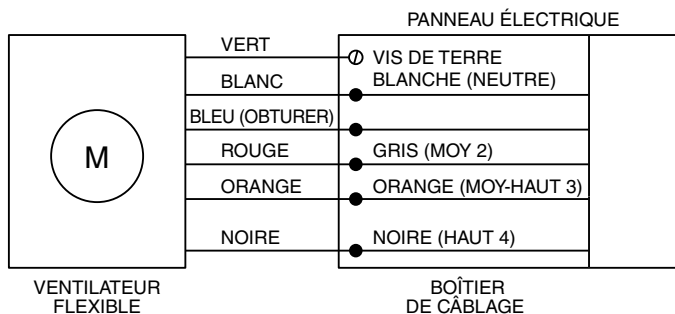 PANNEAU ÉLECTRIQUE
VERT
VIS DE TERRE
BLANC
BLANCHE (NEUTRE)
BLEU (OBTURER)
M
ROUGE
GRIS (MOY 2)
ORANGE
ORANGE (MOY-HAUT 3)
NOIRE
NOIRE (HAUT 4)
VENTILATEUR
FLEXIBLE
BOÎTIER
DE CÂBLAGE